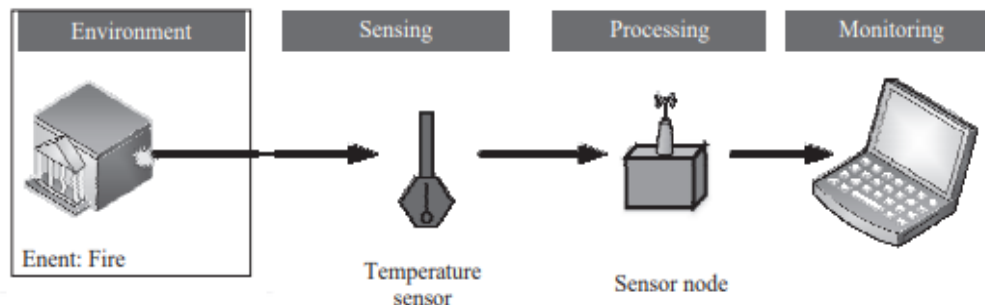 Environment
Sensing
Processing
Monitoring
Enent: Fire
Temperature
sensor
Sensor node